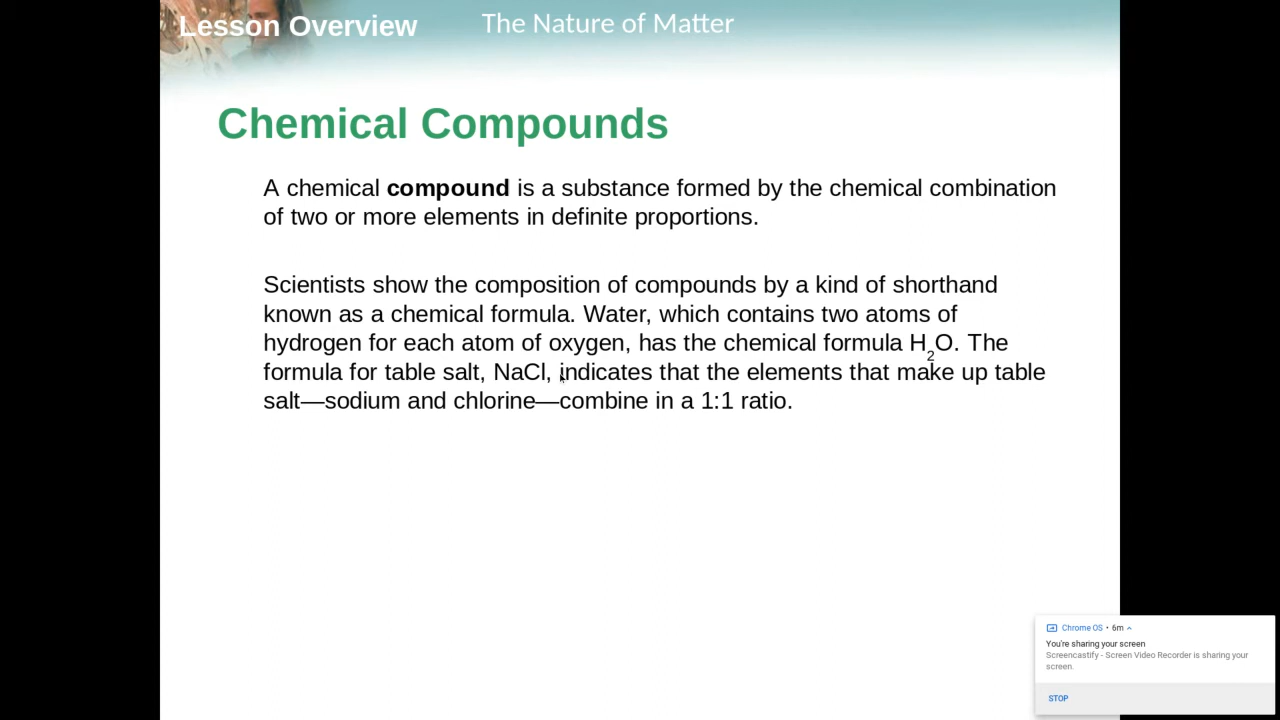 Lesson Overview
The Nature of Matter
Chemical Compounds
A chemical compound is a substance formed by the chemical combination
of two or more elements in definite proportions.
Scientists show the composition of compounds by a kind of shorthand
known as a chemical formula. Water, which contains two atoms of
hydrogen for each atom of oxygen, has the chemical formula H₂O. The
formula for table salt, NaCl, indicates that the elements that make up table
salt—sodium and chlorine—combine in a 1:1 ratio.
Chrome OS • 6m
You're sharing your screen
Screencastify - Screen Video Recorder is sharing your
screen.
STOP